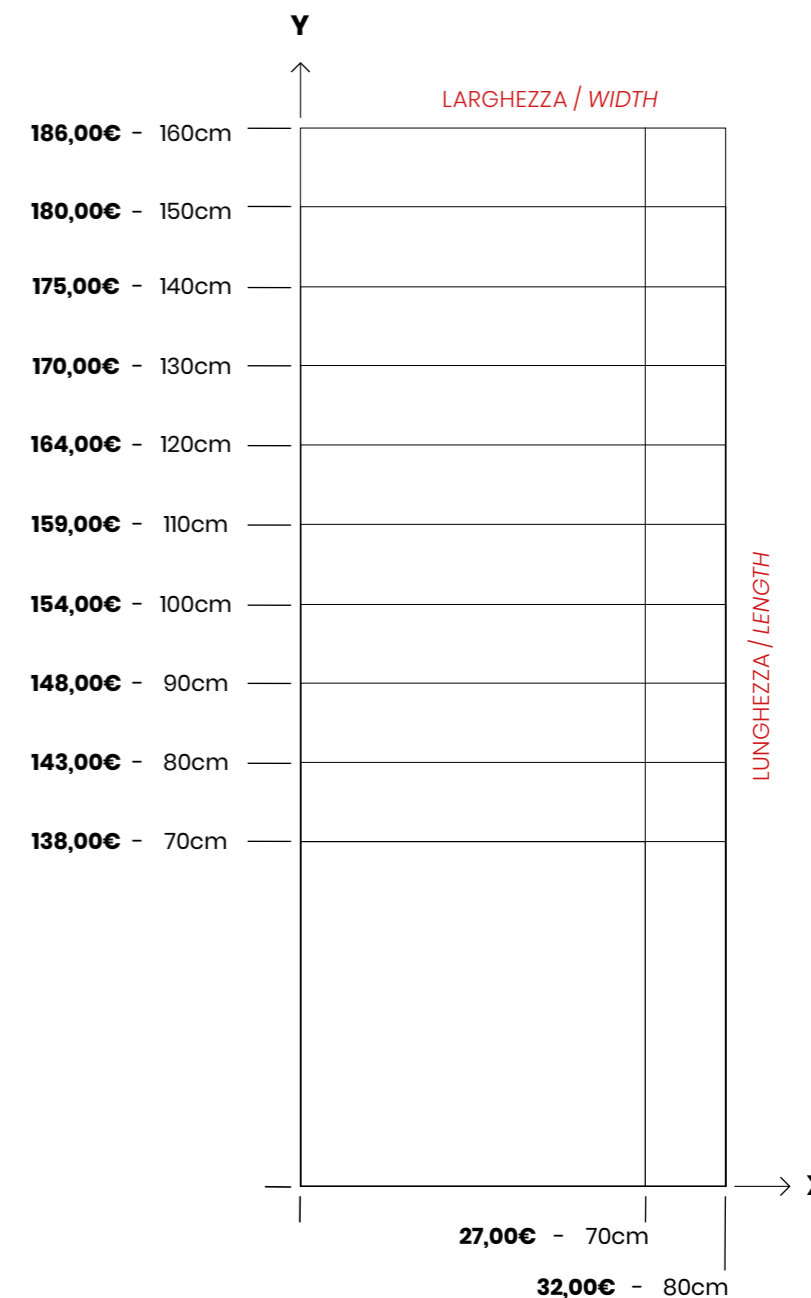 Y
LARGHEZZA / WIDTH
186,00€ - 160cm
180,00€ - 150cm
175,00€ - 140cm
170,00€ - 130cm
164,00€ - 120cm
159,00€ - 110cm
154,00€ - 100cm
148,00€ - 90cm
143,00€ - 80cm
138,00€ - 70cm
LUNGHEZZA / LENGTH
27,00€ - 70cm
32,00€ - 80cm